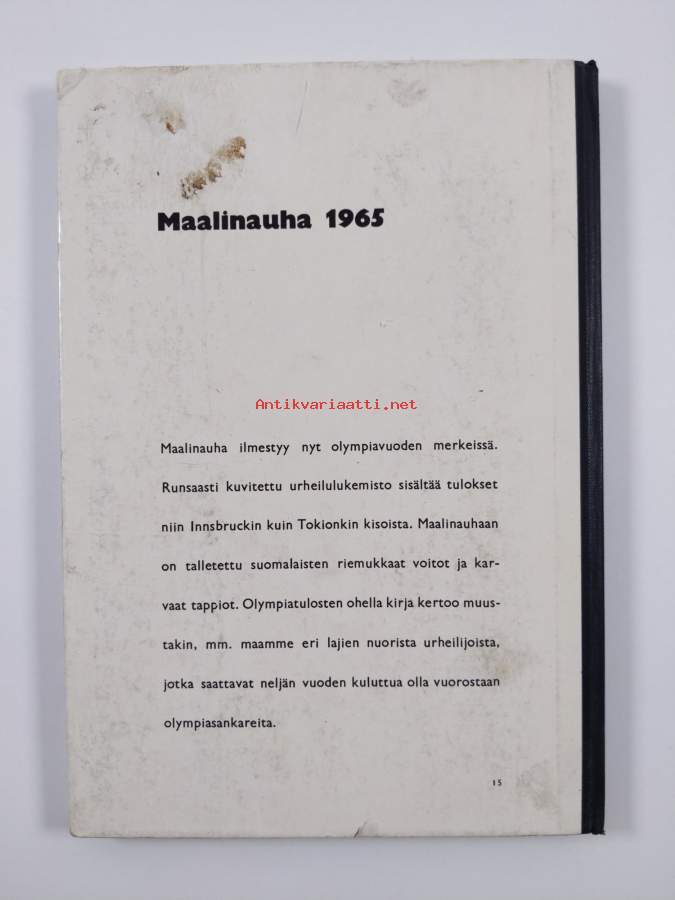 Maalinauha 1965
Antikvariaatti.net
Maalinauha ilmestyy nyt olympiavuoden merkeissä.
Runsaasti kuvitettu urheilulukemisto sisältää tulokset
niin Innsbruckin kuin Tokionkin kisoista. Maalinauhaan
on talletettu suomalaisten riemukkaat voitot ja kar-
vaat tappiot. Olympiatulosten ohella kirja kertoo muus-
takin, mm. maamme eri lajien nuorista urheilijoista,
jotka saattavat neljän vuoden kuluttua olla vuorostaan
olympiasankareita.
15